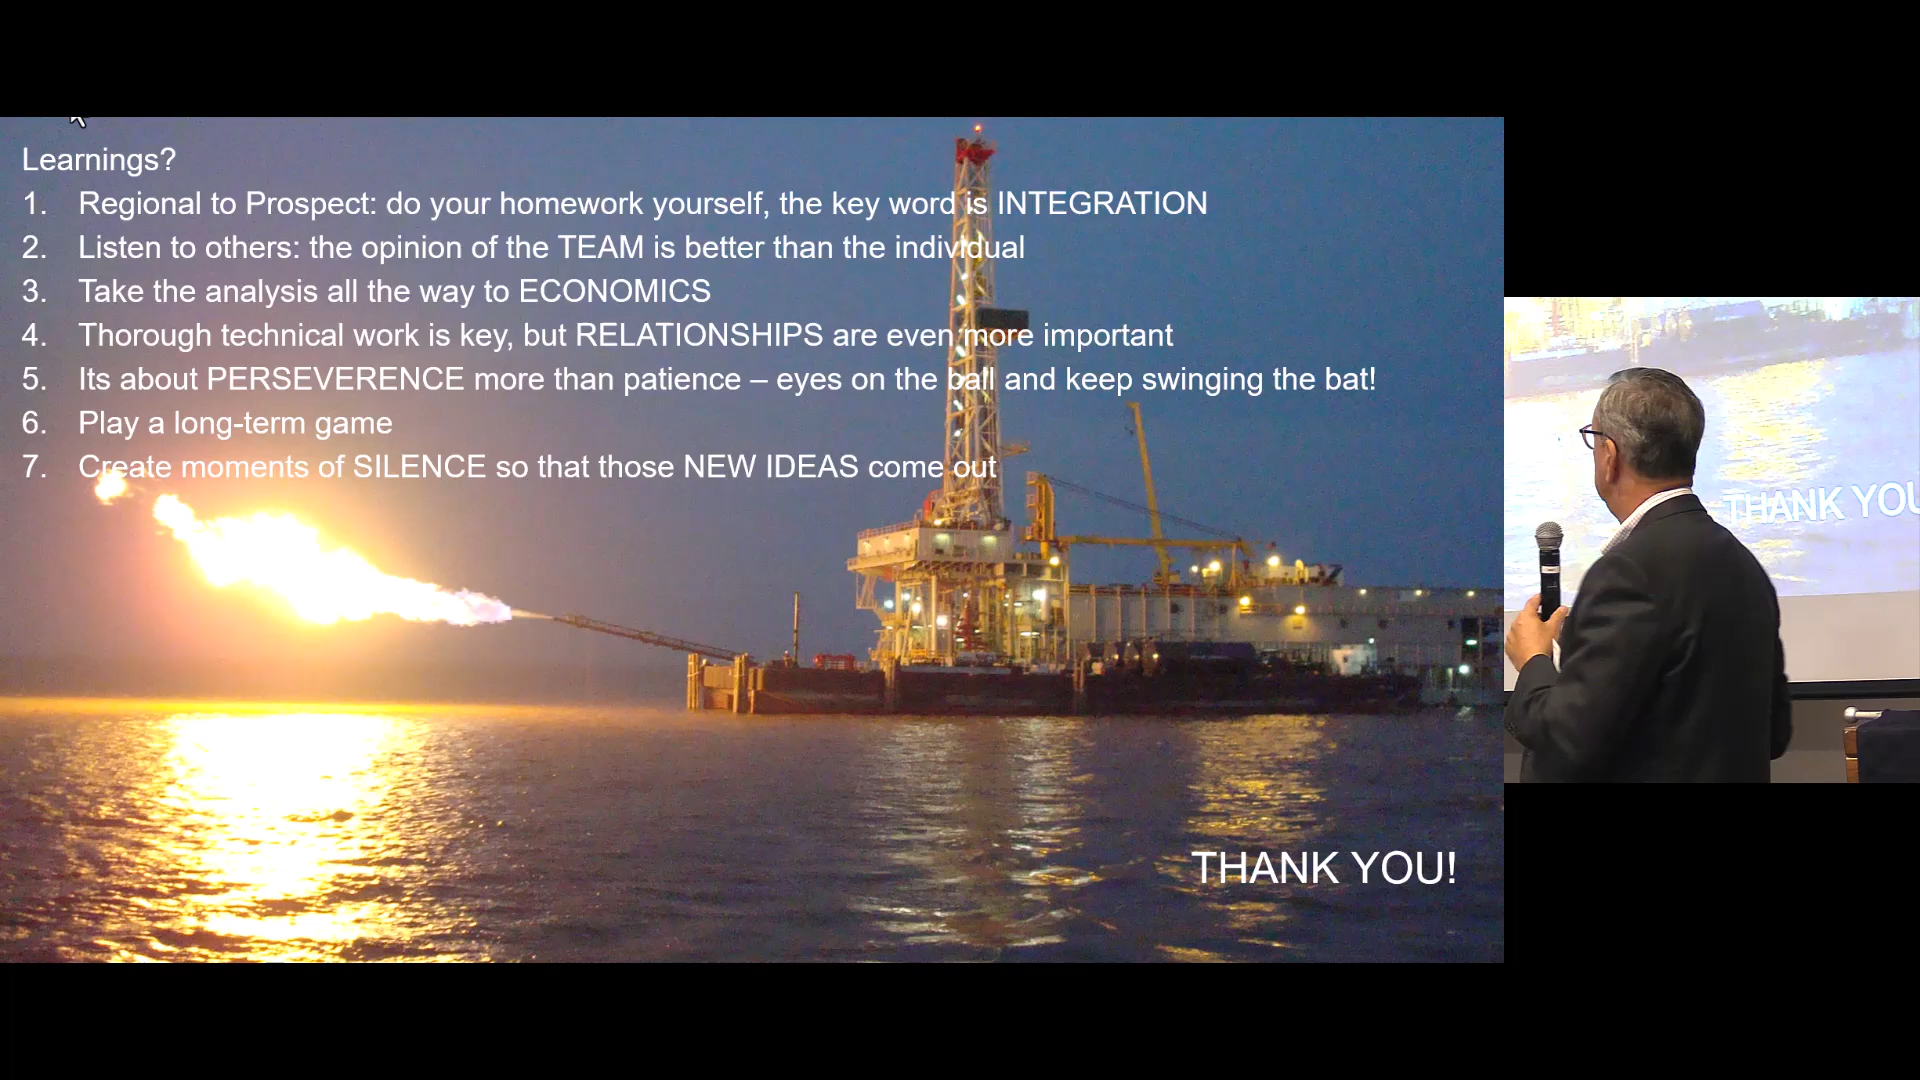 Learnings?
1. Regional to Prospect: do your homework yourself, the key word is INTEGRATION
2. Listen to others: the opinion of the TEAM is better than the individual
3. Take the analysis all the way to ECONOMICS
4. Thorough technical work is key, but RELATIONSHIPS are even more important
5. Its about PERSEVERENCE more than patience – eyes on the ball and keep swinging the bat!
6. Play a long-term game
7. Create moments of SILENCE so that those NEW IDEAS come out
THANK YOU!
THANK YOU